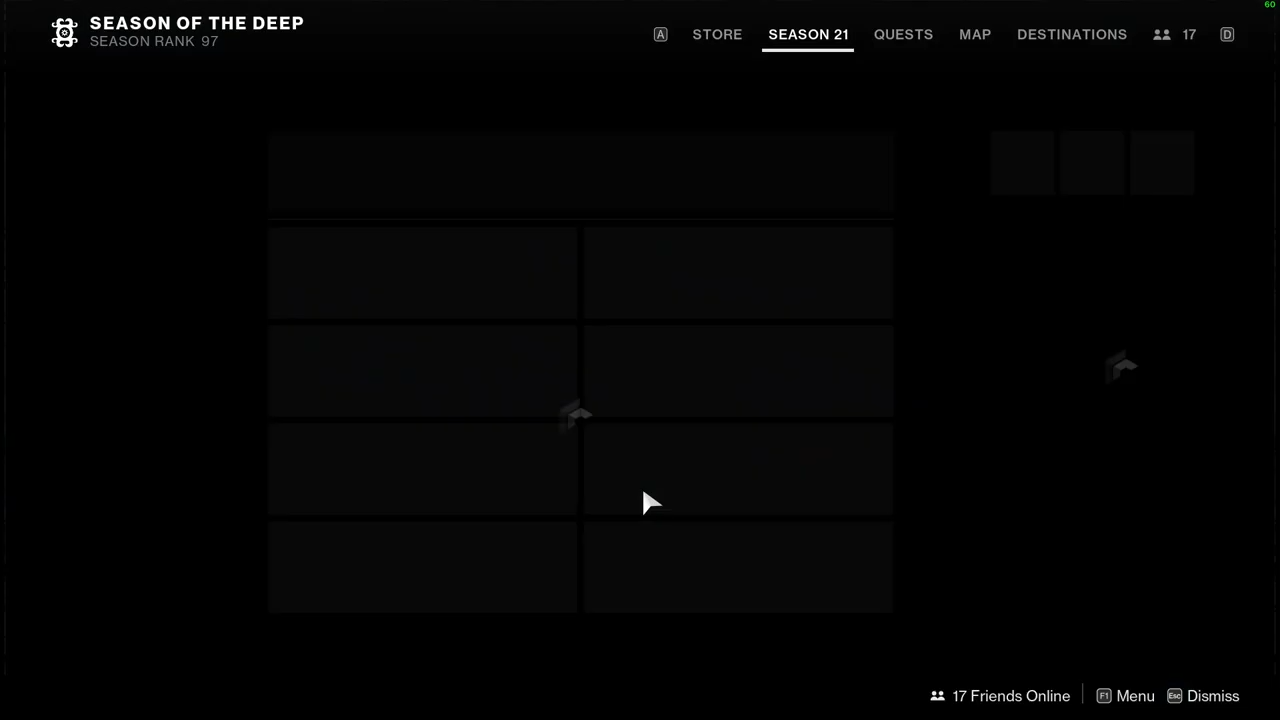 60
SEASON OF THE DEEP
SEASON RANK 97
A STORE SEASON 21 QUESTS MAP DESTINATIONS 17 D
17 Friends Online F1 Menu Esc Dismiss